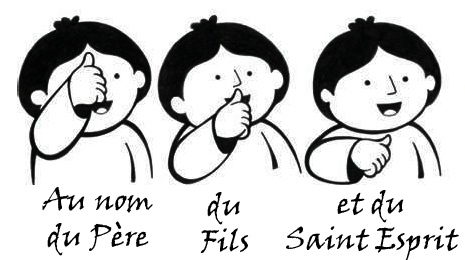 Au nom
du Père
du
Fils
et du
Saint Esprit